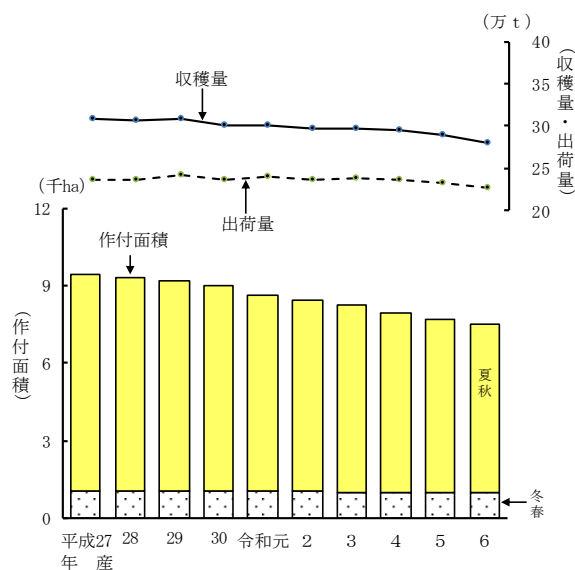 （万ｔ）
40
35
30
25
20
（収穫量・出荷量）
収穫量
出荷量
（千ha）
12
9
6
3
0
（作付面積）
作付面積
夏秋
冬春
平成27年産
28
29
30
令和元
２
３
４
５
６